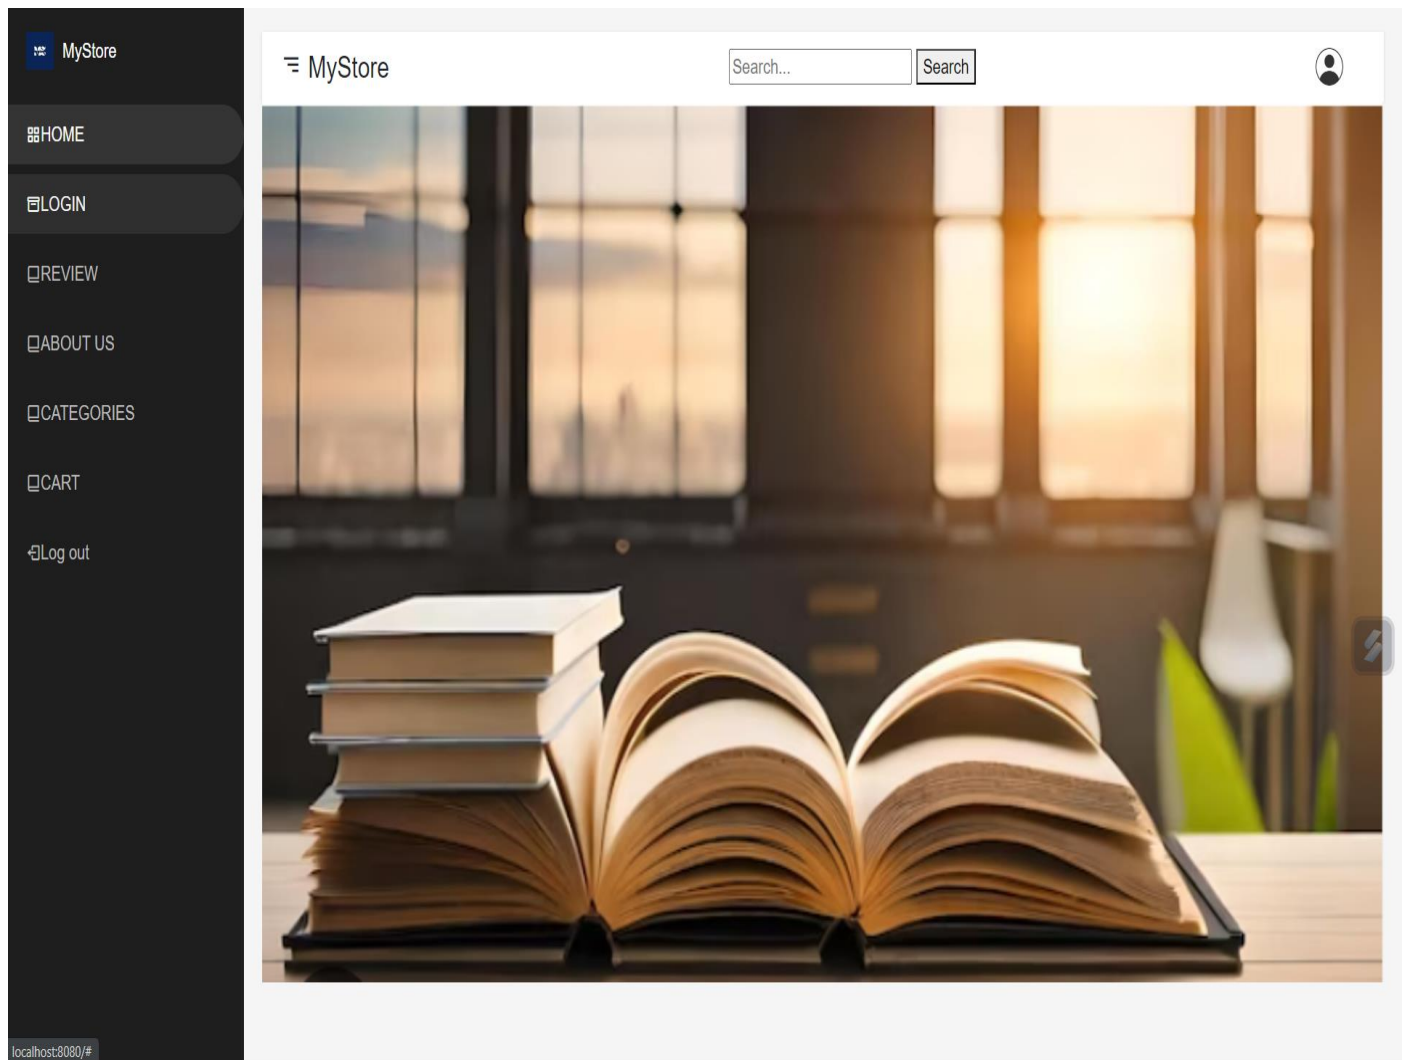 MyStore
HOME
LOGIN
REVIEW
ABOUT US
CATEGORIES
CART
Log out
localhost:8080/#
MyStore
Search...
Search